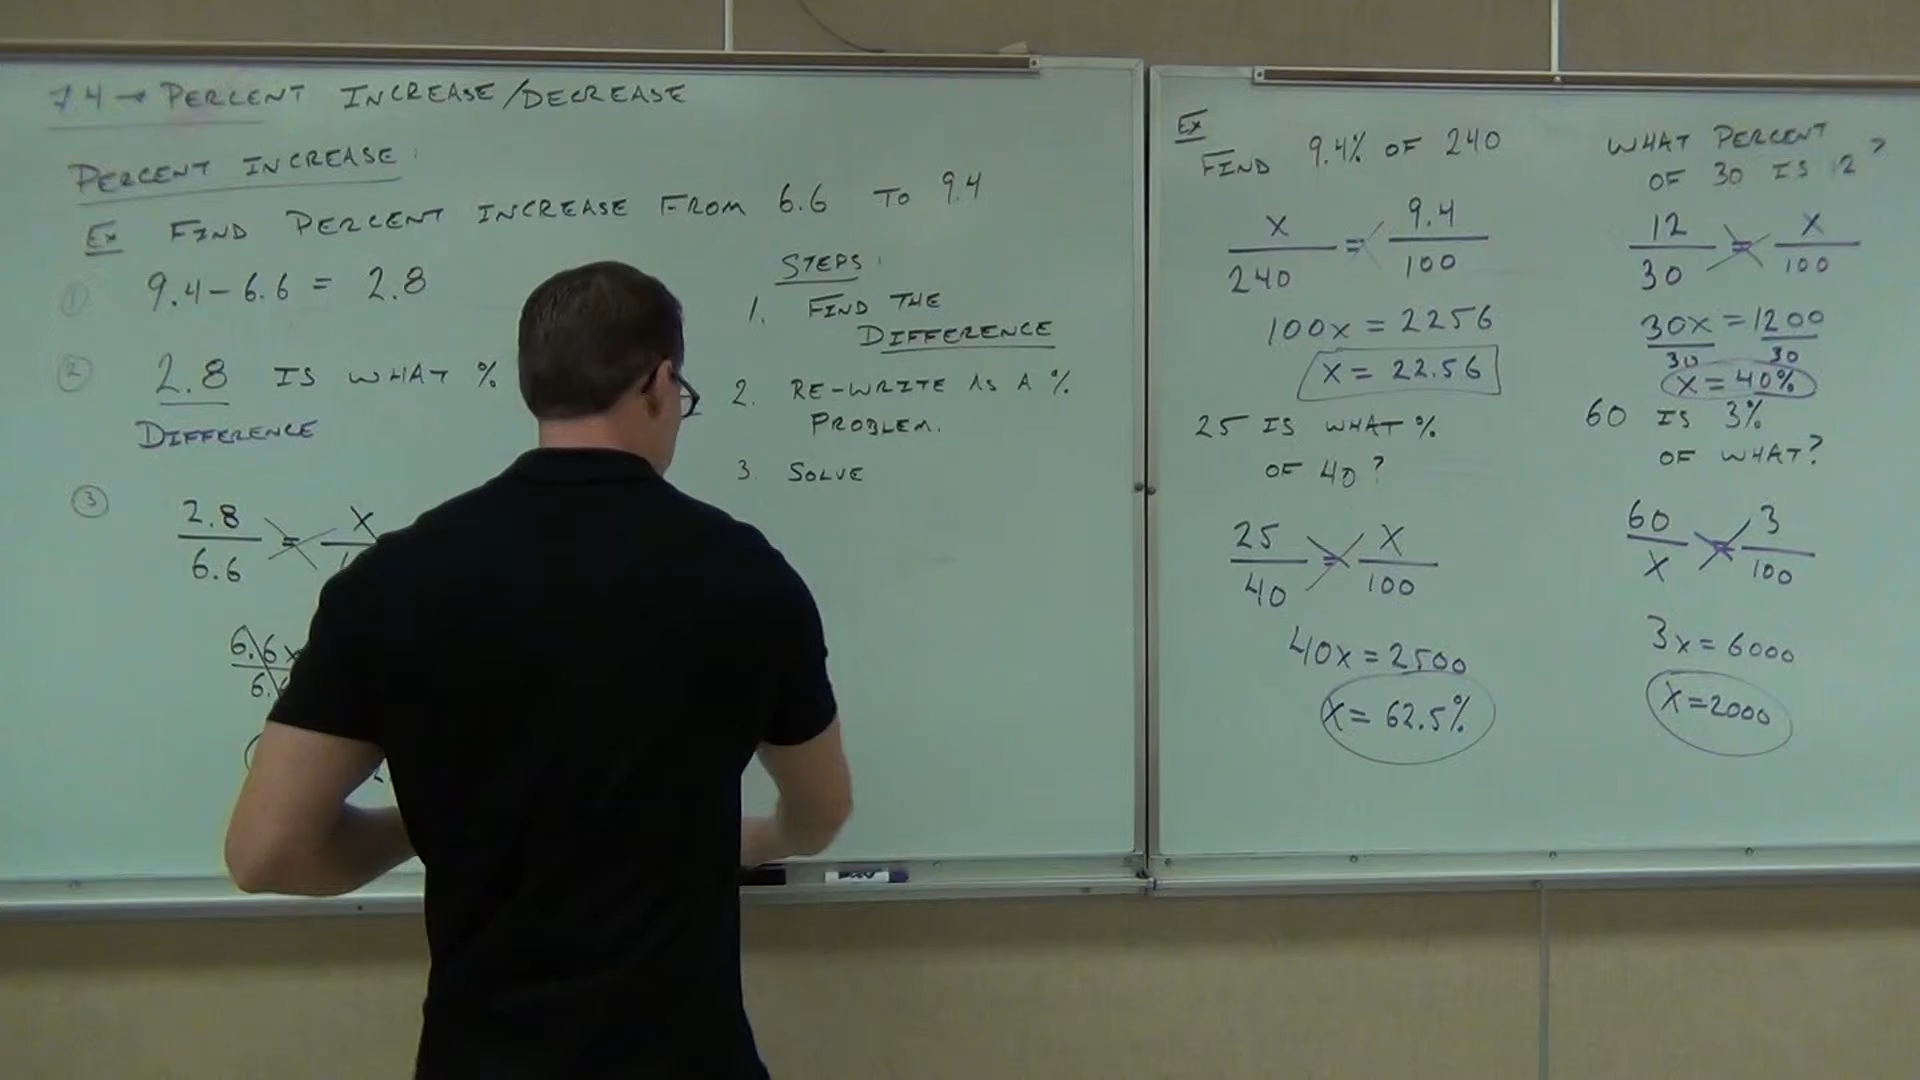 7.4 → PERCENT INCREASE/DECREASE
PERCENT INCREASE:
Ex FIND PERCENT INCREASE FROM 6.6 TO 9.4
① 9.4 - 6.6 = 2.8
② 2.8 IS WHAT %
DIFFERENCE
③ 2.8/6.6 = x/
6.6x
STEPS:
1. FIND THE
DIFFERENCE
2. RE-WRITE AS A %
PROBLEM.
3. SOLVE
Ex
FIND 9.4% OF 240
x/240 = 9.4/100
100x = 2256
x = 22.56
25 IS WHAT %
OF 40?
25/40 = x/100
40x = 2500
x = 62.5%
WHAT PERCENT
OF 30 IS 12?
12/30 = x/100
30x = 1200
30 30
x = 40%
60 IS 3%
OF WHAT?
60/x = 3/100
3x = 6000
x = 2000